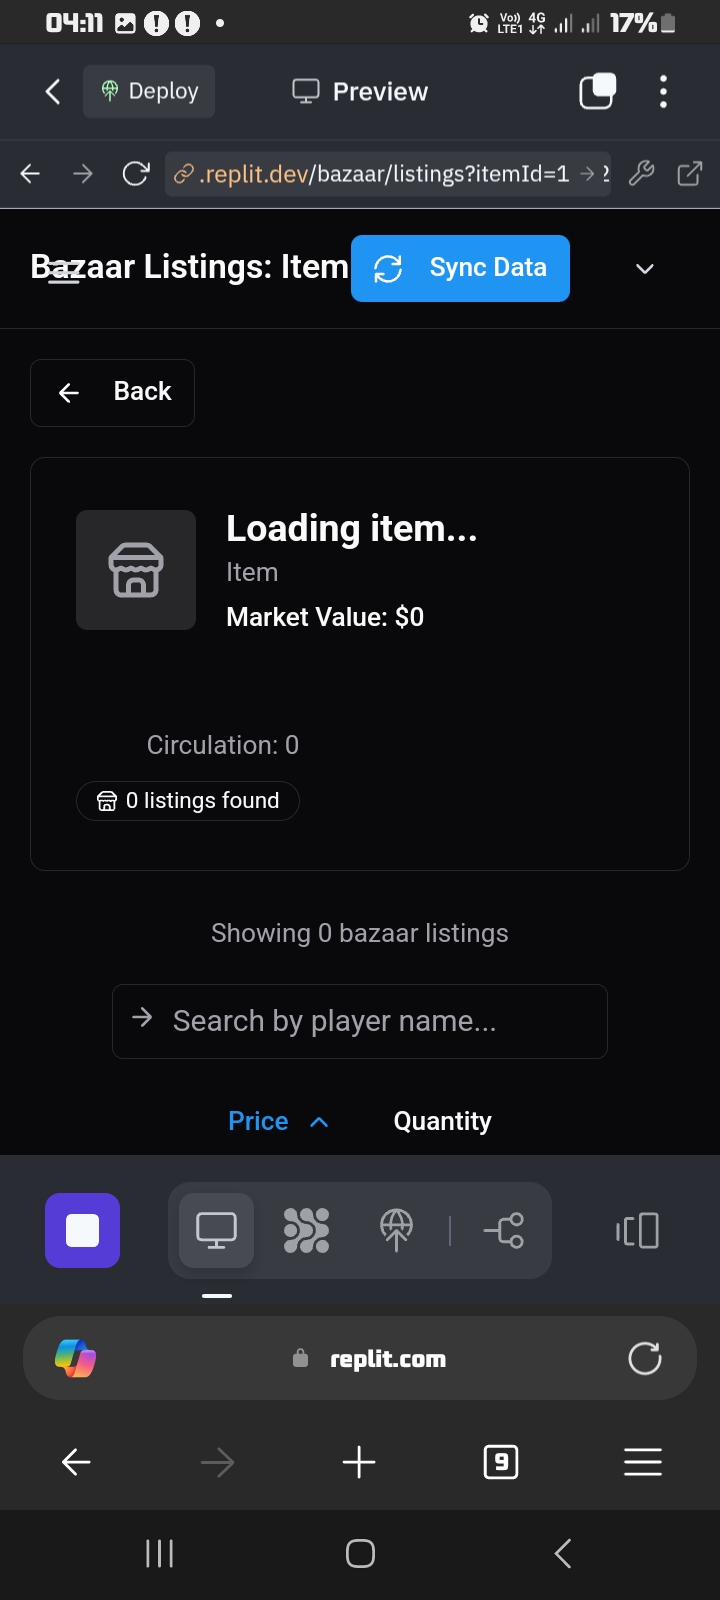 04:11
Vo)) 4G
LTE1 17%
Deploy Preview
.replit.dev/bazaar/listings?itemId=1
Bazaar Listings: Item Sync Data
Back
Loading item...
Item
Market Value: $0
Circulation: 0
0 listings found
Showing 0 bazaar listings
Search by player name...
Price Quantity
replit.com
9